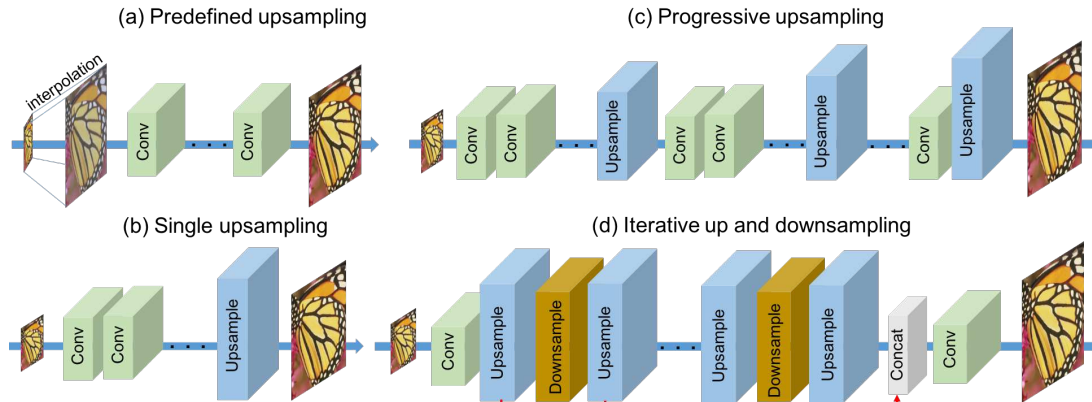 (a) Predefined upsampling
interpolation
Conv
Conv
(c) Progressive upsampling
Conv
Conv
Upsample
Conv
Conv
Upsample
Conv
Upsample
(b) Single upsampling
Conv
Conv
Upsample
(d) Iterative up and downsampling
Conv
Upsample
Downsample
Upsample
Upsample
Downsample
Upsample
Concat
Conv